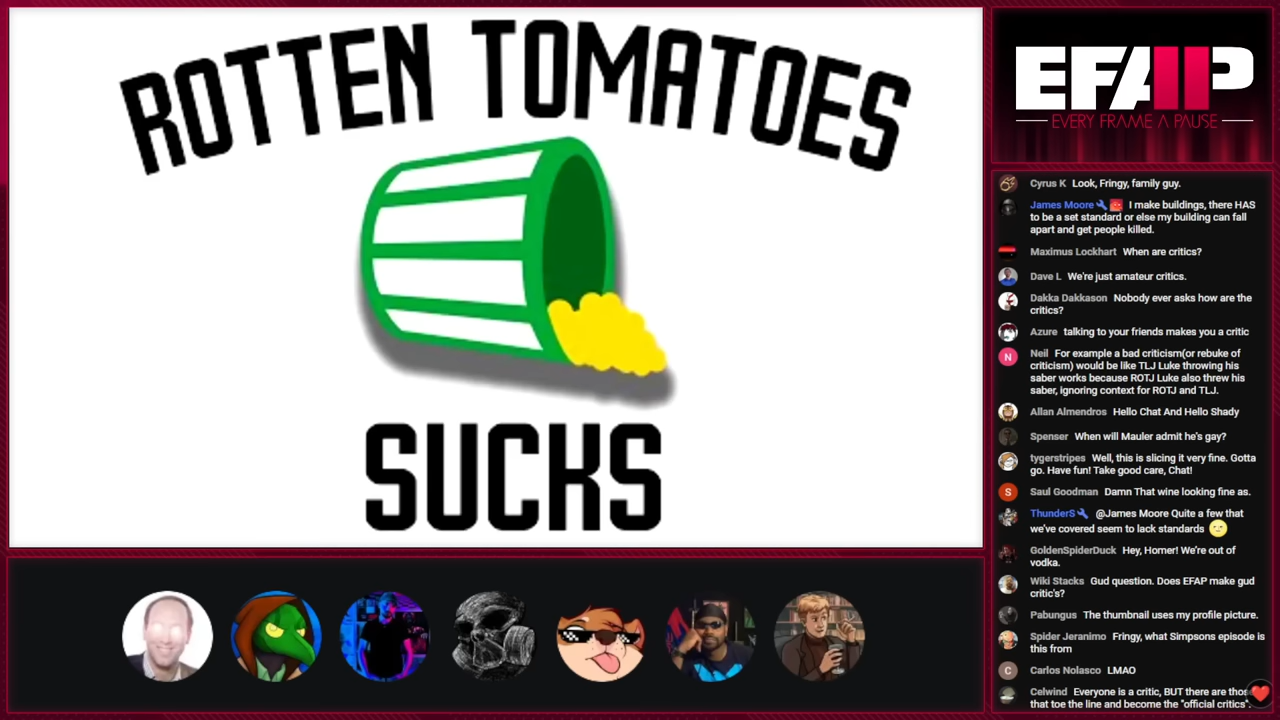 ROTTEN TOMATOES
SUCKS
EFAP
EVERY FRAME A PAUSE
Cyrus K Look, Fringy, family guy.
James Moore I make buildings, there HAS
to be a set standard or else my building can fall
apart and get people killed.
Maximus Lockhart When are critics?
Dave L We're just amateur critics.
Dakka Dakkason Nobody ever asks how are the
critics?
Azure talking to your friends makes you a critic
N
Neil For example a bad criticism(or rebuke of
criticism) would be like TLJ Luke throwing his
saber works because ROTJ Luke also threw his
saber, ignoring context for ROTJ and TLJ.
Allan Almendros Hello Chat And Hello Shady
Spenser When will Mauler admit he's gay?
tygerstripes Well, this is slicing it very fine. Gotta
go. Have fun! Take good care, Chat!
S
Saul Goodman Damn That wine looking fine as.
ThunderS @James Moore Quite a few that
we've covered seem to lack standards
GoldenSpiderDuck Hey, Homer! We're out of
vodka.
Wiki Stacks Gud question. Does EFAP make gud
critic's?
Pabungus The thumbnail uses my profile picture.
Spider Jeranimo Fringy, what Simpsons episode is
this from
C
Carlos Nolasco LMAO
Celwind Everyone is a critic, BUT there are
that toe the line and become the "official critics".